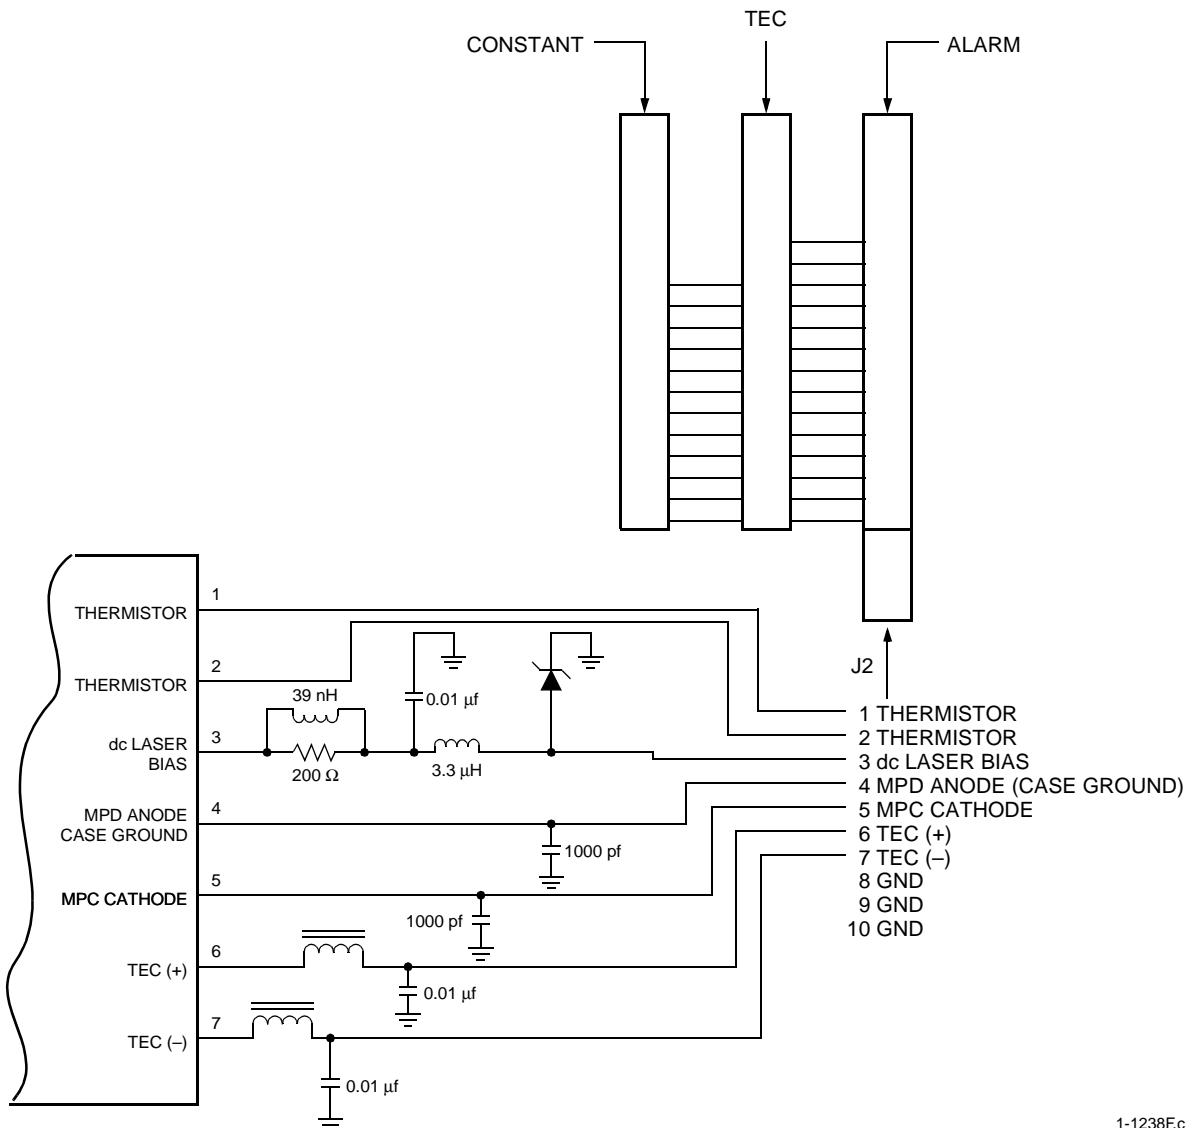 TEC
CONSTANT
ALARM
1
THERMISTOR
2
THERMISTOR
39 nH
0.01 µf
J2
1 THERMISTOR
2 THERMISTOR
3 dc LASER BIAS
4 MPD ANODE (CASE GROUND)
5 MPC CATHODE
6 TEC (+)
7 TEC (–)
8 GND
9 GND
10 GND
3
dc LASER
BIAS
200 Ω
3.3 µH
4
MPD ANODE
CASE GROUND
1000 pf
5
MPC CATHODE
1000 pf
6
TEC (+)
0.01 µf
7
TEC (–)
0.01 µf
1-1238F.c